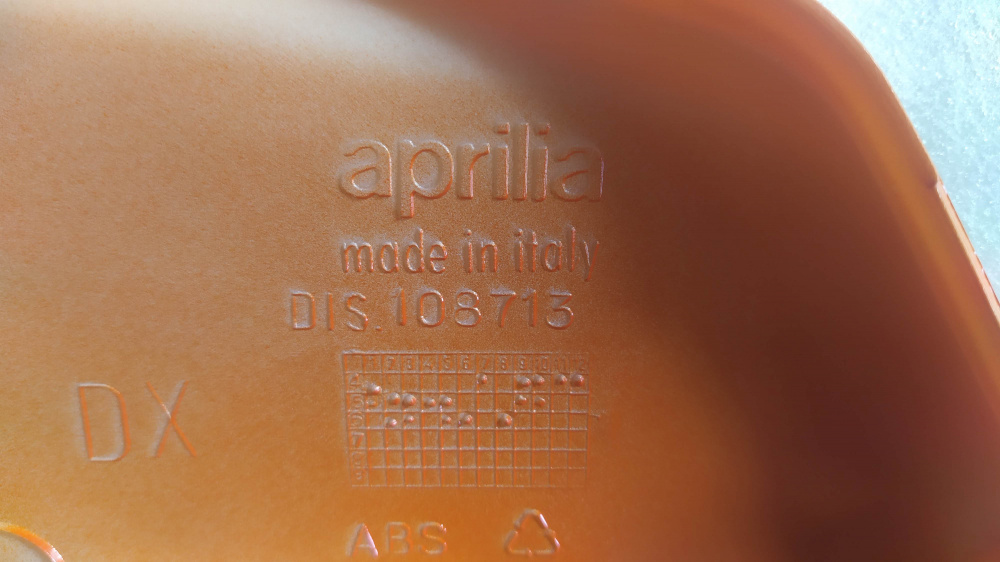 aprilia
made in italy
DIS. 108713
DX
ABS